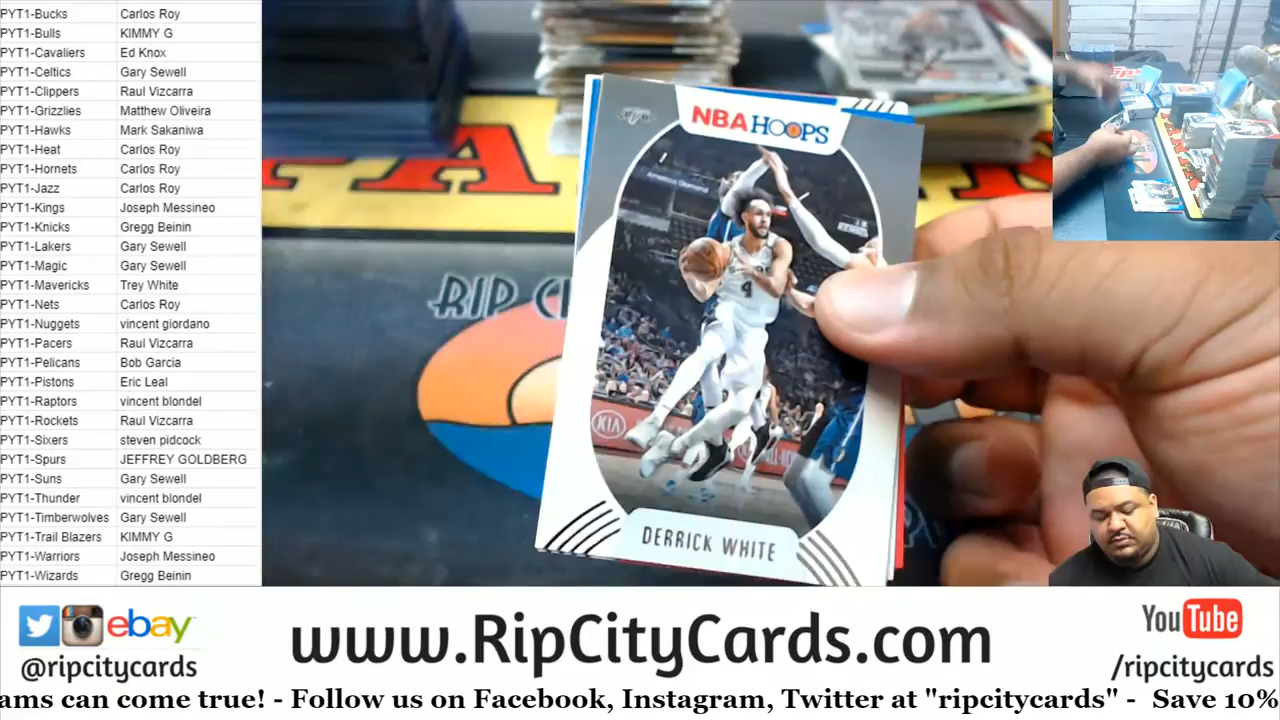 PYT1-Bucks Carlos Roy
PYT1-Bulls KIMMY G
PYT1-Cavaliers Ed Knox
PYT1-Celtics Gary Sewell
PYT1-Clippers Raul Vizcarra
PYT1-Grizzlies Matthew Oliveira
PYT1-Hawks Mark Sakaniwa
PYT1-Heat Carlos Roy
PYT1-Hornets Carlos Roy
PYT1-Jazz Carlos Roy
PYT1-Kings Joseph Messineo
PYT1-Knicks Gregg Beinin
PYT1-Lakers Gary Sewell
PYT1-Magic Gary Sewell
PYT1-Mavericks Trey White
PYT1-Nets Carlos Roy
PYT1-Nuggets vincent giordano
PYT1-Pacers Raul Vizcarra
PYT1-Pelicans Bob Garcia
PYT1-Pistons Eric Leal
PYT1-Raptors vincent blondel
PYT1-Rockets Raul Vizcarra
PYT1-Sixers steven pidcock
PYT1-Spurs JEFFREY GOLDBERG
PYT1-Suns Gary Sewell
PYT1-Thunder vincent blondel
PYT1-Timberwolves Gary Sewell
PYT1-Trail Blazers KIMMY G
PYT1-Warriors Joseph Messineo
PYT1-Wizards Gregg Beinin
NBA HOOPS
4
KIA
DERRICK WHITE
RIP
ebay
@ripcitycards
www.RipCityCards.com
YouTube
/ripcitycards
ams can come true! - Follow us on Facebook, Instagram, Twitter at "ripcitycards" - Save 10%